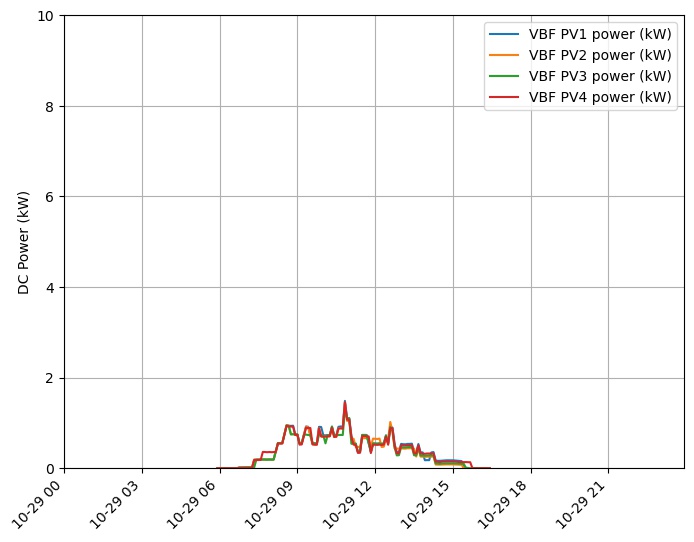 10
8
6
4
2
0
DC Power (kW)
VBF PV1 power (kW)
VBF PV2 power (kW)
VBF PV3 power (kW)
VBF PV4 power (kW)
10-29 00
10-29 03
10-29 06
10-29 09
10-29 12
10-29 15
10-29 18
10-29 21